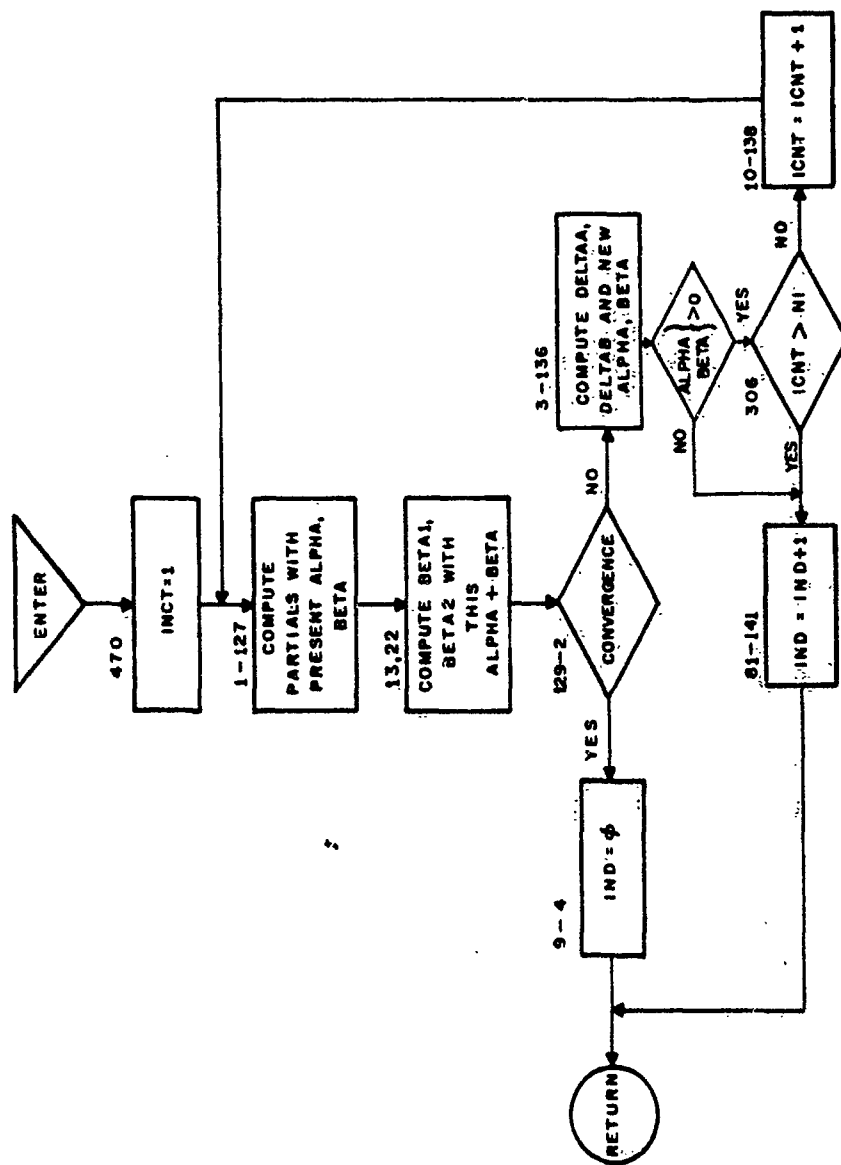 ENTER
470
INCT=1
1-127
COMPUTE
PARTIALS WITH
PRESENT ALPHA,
BETA
13,22
COMPUTE BETA1,
BETA2 WITH
THIS
ALPHA + BETA
129-2
CONVERGENCE
YES
NO
9-4
IND = ϕ
RETURN
3-136
COMPUTE DELTAA,
DELTAB AND NEW
ALPHA, BETA
ALPHA
BETA
} >0
NO
YES
306
ICNT > NI
YES
NO
10-138
ICNT = ICNT + 1
81-141
IND = IND+1